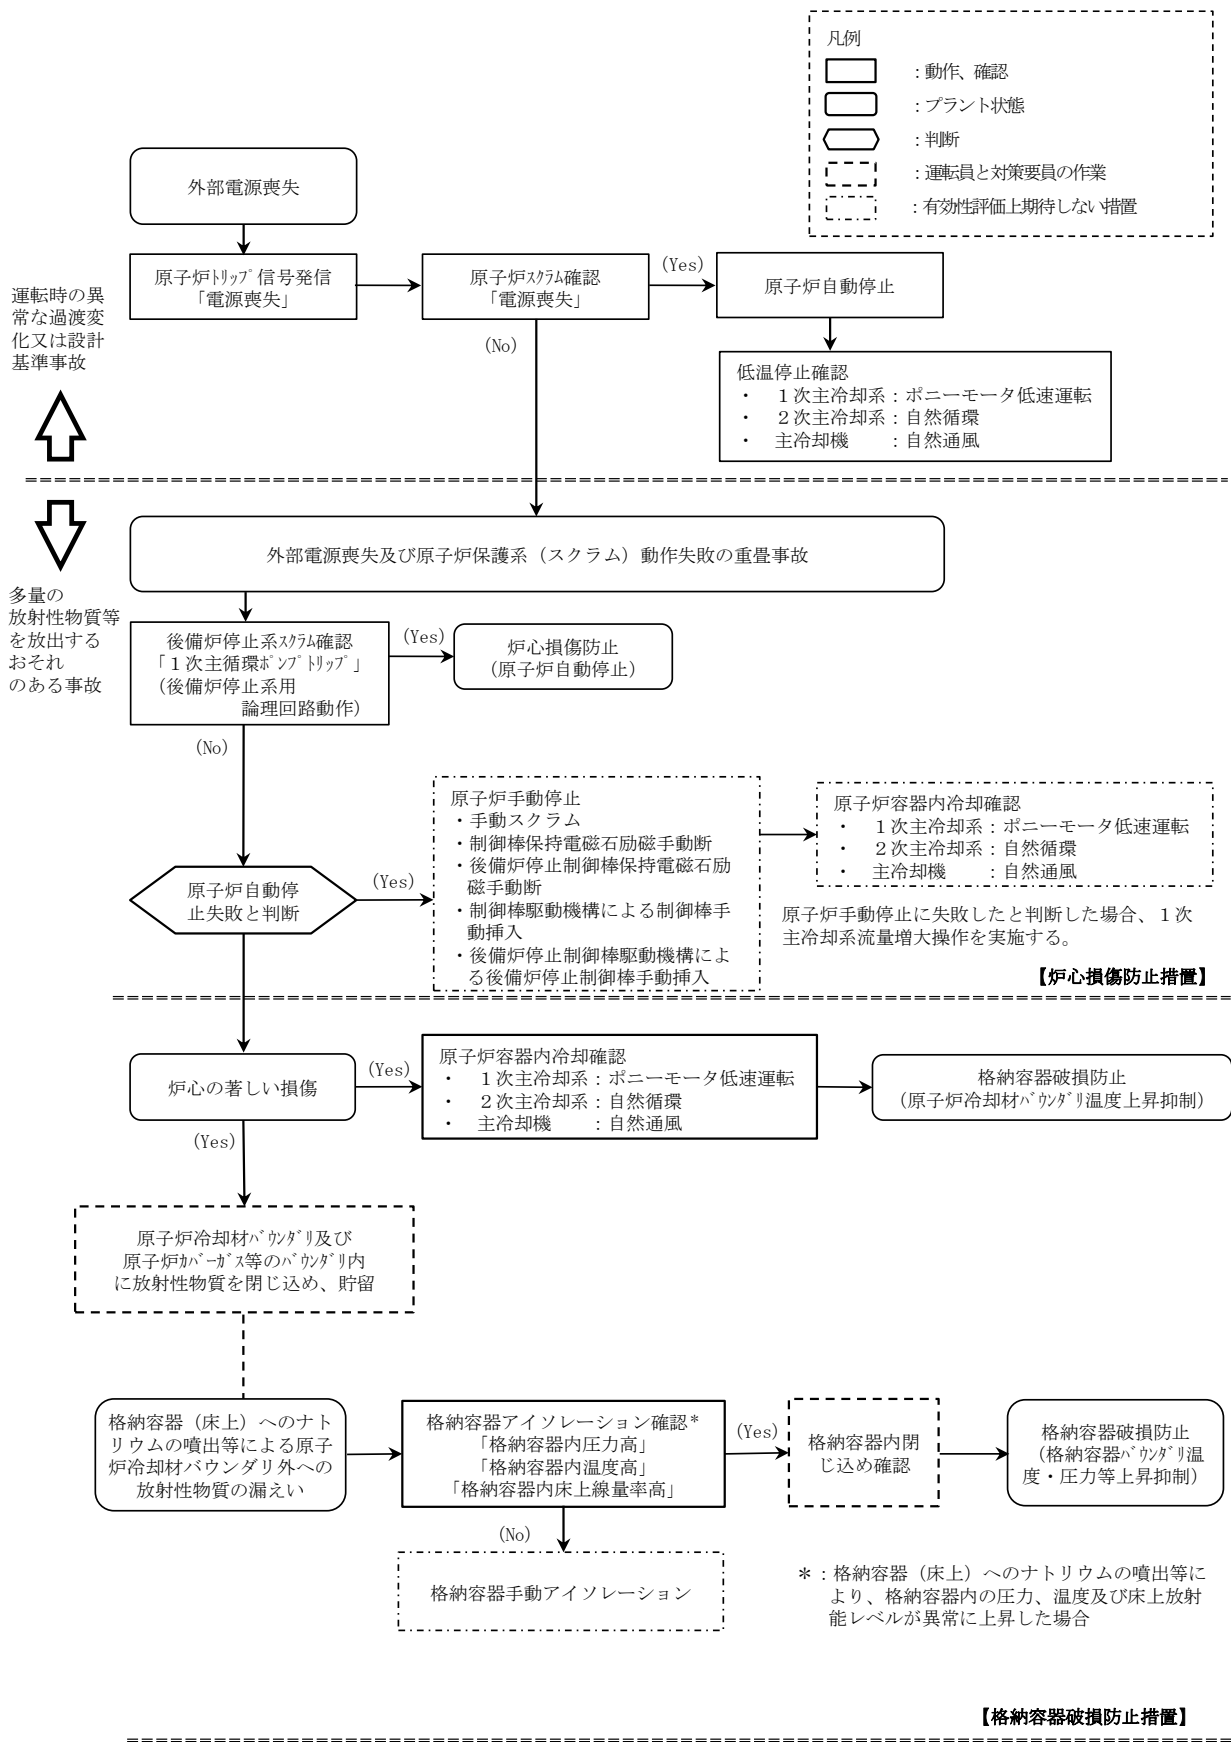 凡例
：動作、確認
：プラント状態
：判断
：運転員と対策要員の作業
：有効性評価上期待しない措置
外部電源喪失
原子炉ﾄﾘｯﾌﾟ信号発信
「電源喪失」
原子炉ｽｸﾗﾑ確認
「電源喪失」
(Yes)
原子炉自動停止
(No)
運転時の異
常な過渡変
化又は設計
基準事故
低温停止確認
・　１次主冷却系：ポニーモータ低速運転
・　２次主冷却系：自然循環
・　主冷却機　　：自然通風
外部電源喪失及び原子炉保護系（スクラム）動作失敗の重畳事故
多量の
放射性物質等
を放出する
おそれ
のある事故
後備炉停止系ｽｸﾗﾑ確認
「１次主循環ﾎﾟﾝﾌﾟﾄﾘｯﾌﾟ」
（後備炉停止系用
論理回路動作）
(Yes)
炉心損傷防止
（原子炉自動停止）
(No)
原子炉自動停
止失敗と判断
(Yes)
原子炉手動停止
・手動スクラム
・制御棒保持電磁石励磁手動断
・後備炉停止制御棒保持電磁石励
磁手動断
・制御棒駆動機構による制御棒手
動挿入
・後備炉停止制御棒駆動機構によ
る後備炉停止制御棒手動挿入
原子炉容器内冷却確認
・　１次主冷却系：ポニーモータ低速運転
・　２次主冷却系：自然循環
・　主冷却機　　：自然通風
原子炉手動停止に失敗したと判断した場合、１次
主冷却系流量増大操作を実施する。
【炉心損傷防止措置】
炉心の著しい損傷
(Yes)
原子炉容器内冷却確認
・　１次主冷却系：ポニーモータ低速運転
・　２次主冷却系：自然循環
・　主冷却機　　：自然通風
格納容器破損防止
（原子炉冷却材ﾊﾞｳﾝﾀﾞﾘ温度上昇抑制）
(Yes)
原子炉冷却材ﾊﾞｳﾝﾀﾞﾘ及び
原子炉ｶﾊﾞｰｶﾞｽ等のﾊﾞｳﾝﾀﾞﾘ内
に放射性物質を閉じ込め、貯留
格納容器（床上）へのナト
リウムの噴出等による原子
炉冷却材バウンダリ外への
放射性物質の漏えい
格納容器アイソレーション確認*
「格納容器内圧力高」
「格納容器内温度高」
「格納容器内床上線量率高」
(Yes)
格納容器内閉
じ込め確認
格納容器破損防止
（格納容器ﾊﾞｳﾝﾀﾞﾘ温
度・圧力等上昇抑制）
(No)
格納容器手動アイソレーション
＊：格納容器（床上）へのナトリウムの噴出等に
より、格納容器内の圧力、温度及び床上放射
能レベルが異常に上昇した場合
【格納容器破損防止措置】